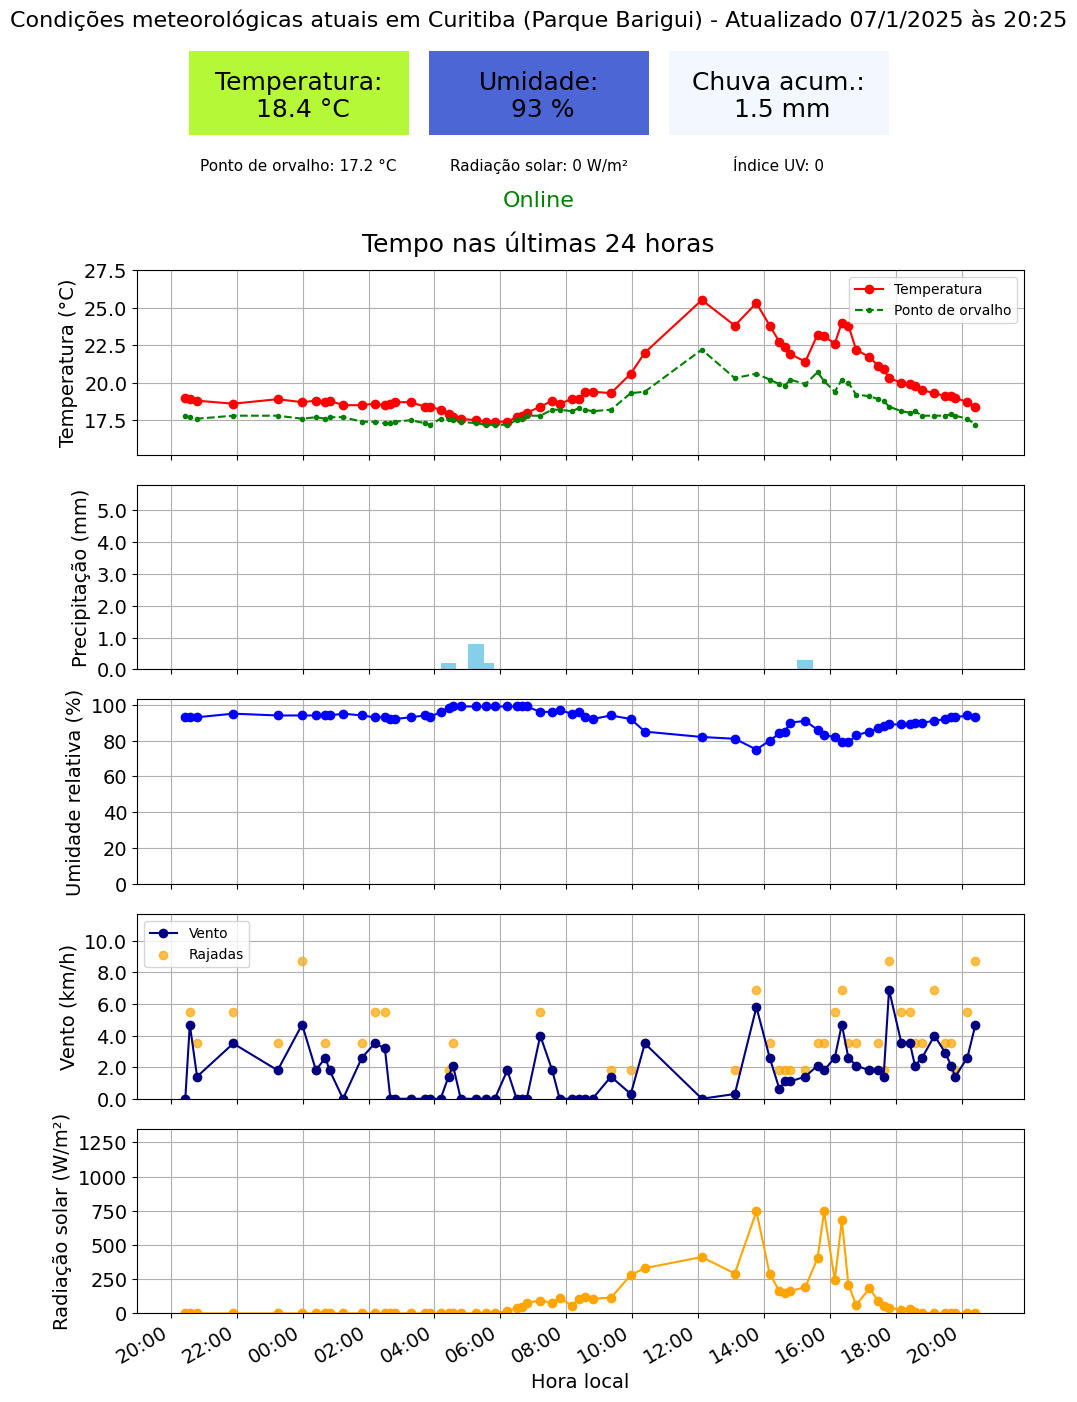 Condições meteorológicas atuais em Curitiba (Parque Barigui) - Atualizado 07/1/2025 às 20:25
Temperatura:
18.4 °C
Umidade:
93 %
Chuva acum.:
1.5 mm
Ponto de orvalho: 17.2 °C
Radiação solar: 0 W/m²
Índice UV: 0
Online
Tempo nas últimas 24 horas
Temperatura (°C)
27.5
25.0
22.5
20.0
17.5
Temperatura
Ponto de orvalho
Precipitação (mm)
5.0
4.0
3.0
2.0
1.0
0.0
Umidade relativa (%)
100
80
60
40
20
0
Vento (km/h)
10.0
8.0
6.0
4.0
2.0
0.0
Vento
Rajadas
Radiação solar (W/m²)
1250
1000
750
500
250
0
20:00
22:00
00:00
02:00
04:00
06:00
08:00
10:00
12:00
14:00
16:00
18:00
20:00
Hora local